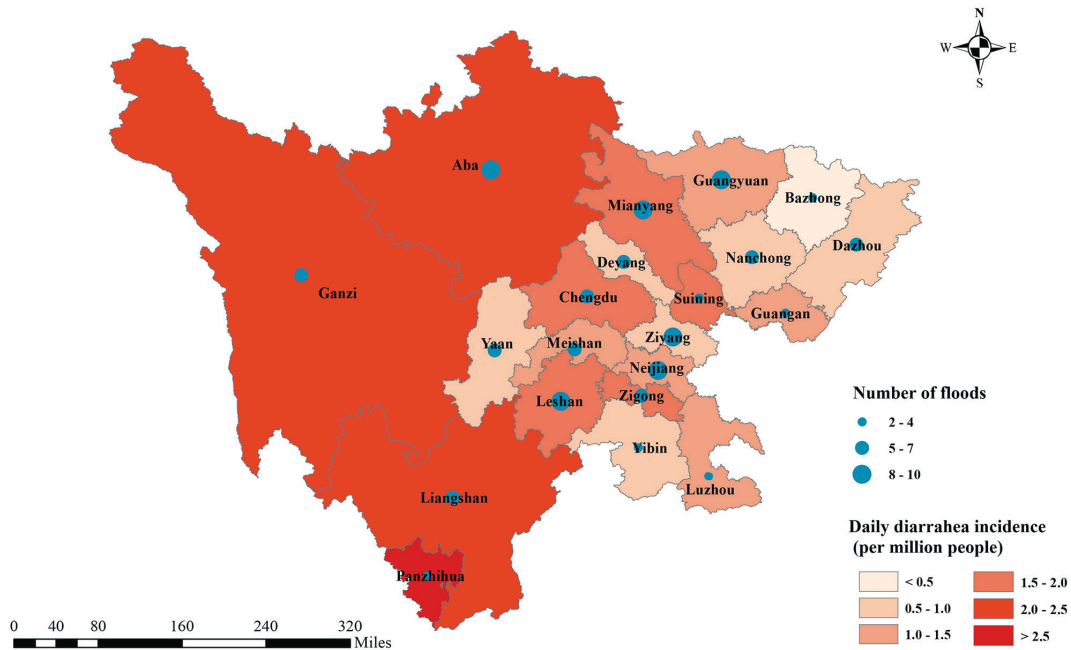 N
W E
S
Aba
Guangyuan
Bazhong
Mianyang
Dazhou
Nanchong
Deyang
Ganzi
Chengdu
Suining
Guangan
Ziyang
Yaan
Meishan
Neijiang
Zigong
Leshan
Yibin
Luzhou
Liangshan
Panzhihua
Number of floods
2 - 4
5 - 7
8 - 10
Daily diarrahea incidence
(per million people)
< 0.5
0.5 - 1.0
1.0 - 1.5
1.5 - 2.0
2.0 - 2.5
> 2.5
0 40 80 160 240 320
Miles